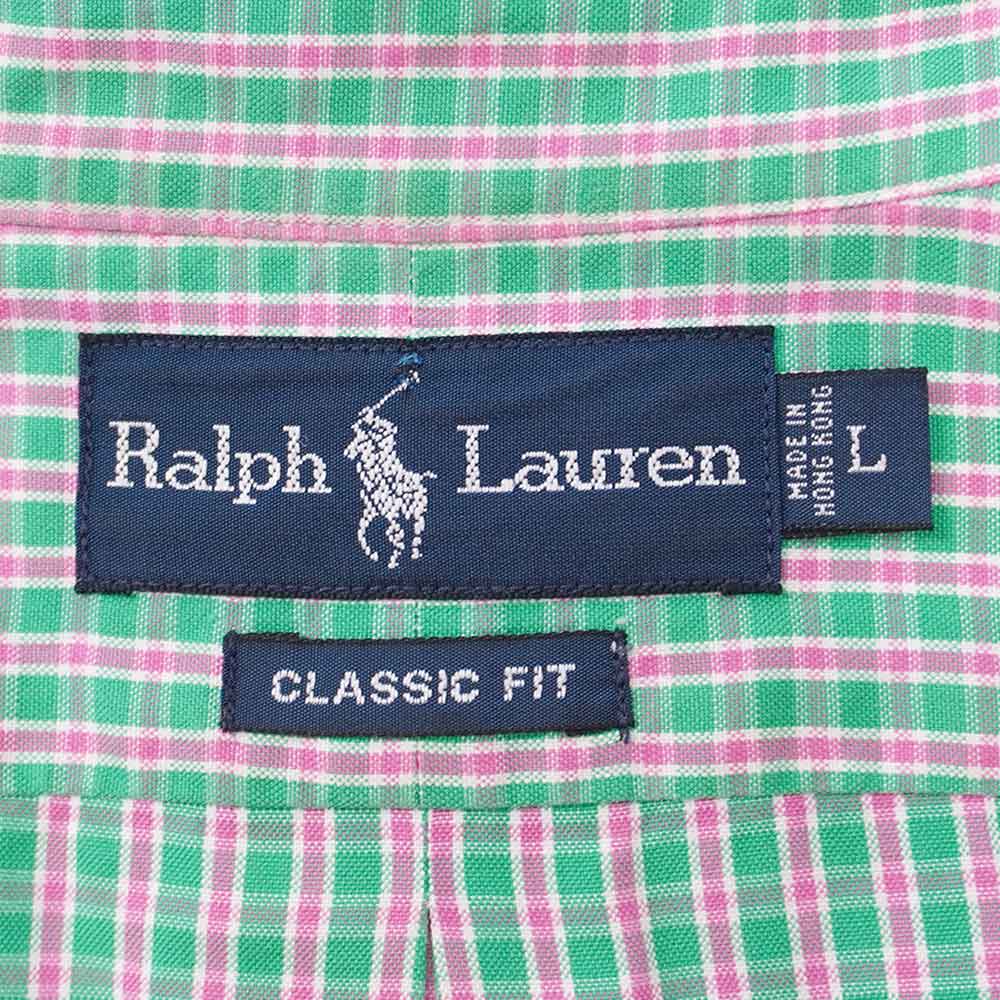 Ralph Lauren
MADE IN
HONG KONG
L
CLASSIC FIT